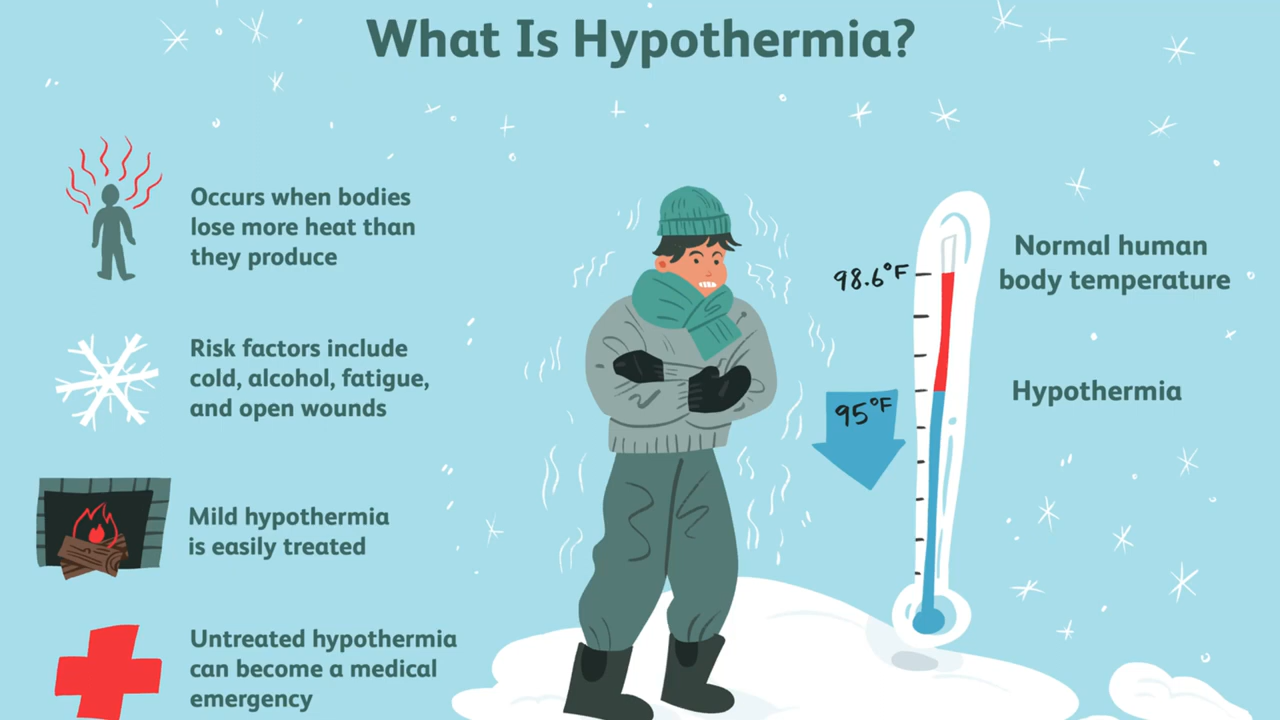 What Is Hypothermia?
Occurs when bodies
lose more heat than
they produce
Risk factors include
cold, alcohol, fatigue,
and open wounds
Mild hypothermia
is easily treated
Untreated hypothermia
can become a medical
emergency
98.6°F
Normal human
body temperature
95°F
Hypothermia